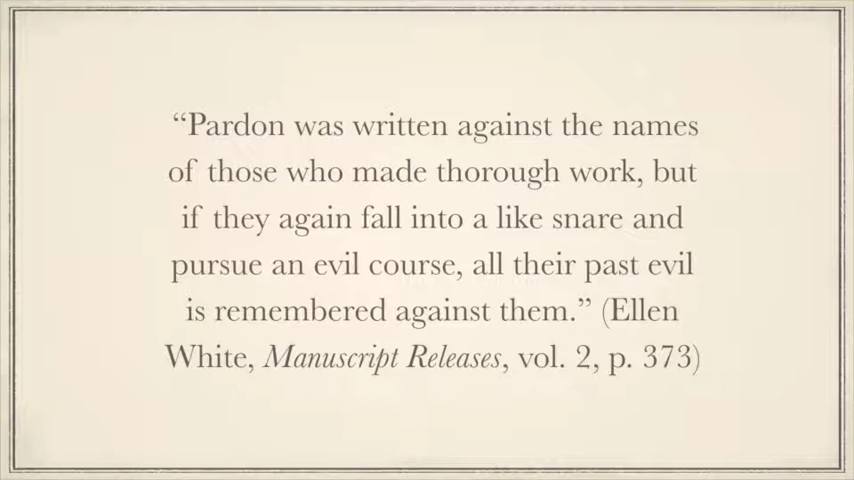 “Pardon was written against the names
of those who made thorough work, but
if they again fall into a like snare and
pursue an evil course, all their past evil
is remembered against them.” (Ellen
White, Manuscript Releases, vol. 2, p. 373)